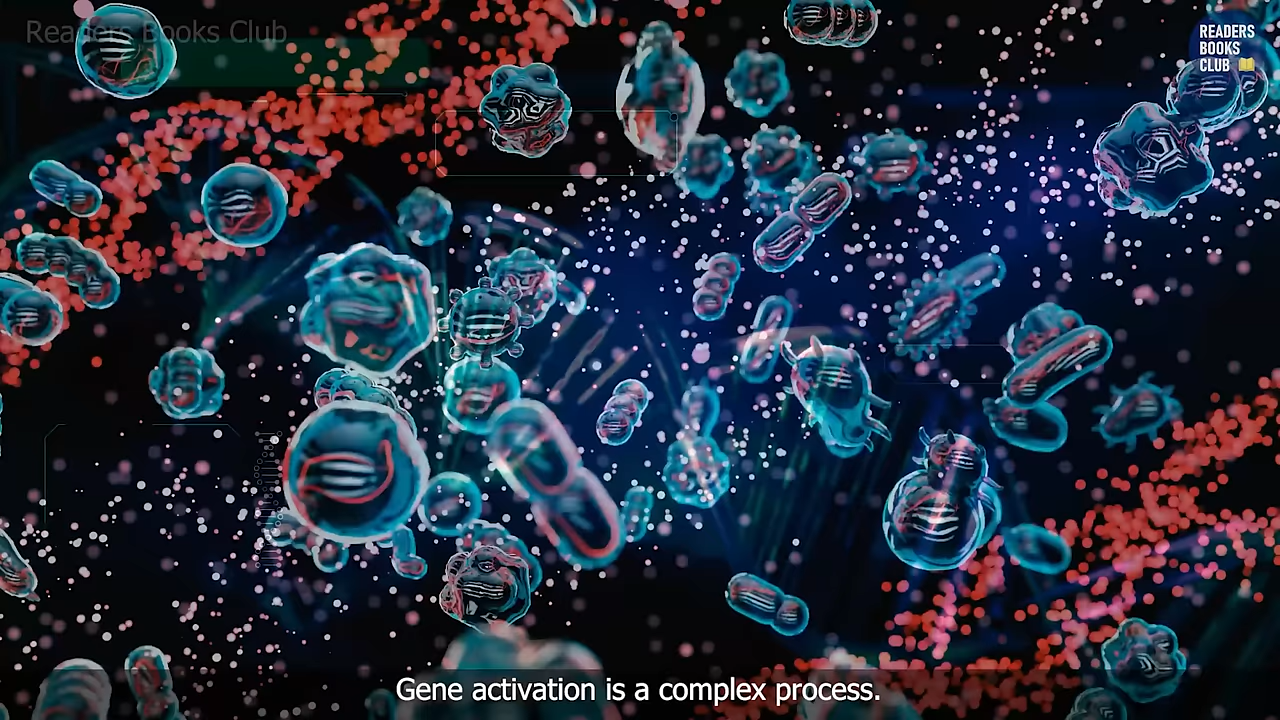 Readers Books Club
READERS
BOOKS
CLUB
Gene activation is a complex process.